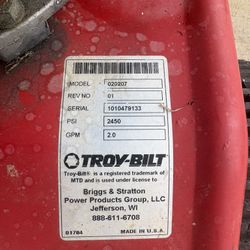 MODEL 020207
REV NO 01
SERIAL 1010479133
PSI 2450
GPM 2.0
TROY-BILT
Troy-Bilt® is a registered trademark of
MTD and is used under license to
Briggs & Stratton
Power Products Group, LLC
Jefferson, WI
888-611-6708
01784 MADE IN U.S.A.